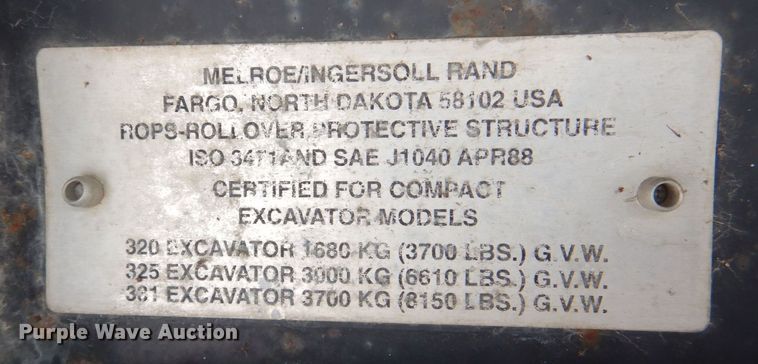 MELROE/INGERSOLL RAND
FARGO, NORTH DAKOTA 58102 USA
ROPS-ROLLOVER PROTECTIVE STRUCTURE
ISO 3471 AND SAE J1040 APR88
CERTIFIED FOR COMPACT
EXCAVATOR MODELS
320 EXCAVATOR 1680 KG (3700 LBS.) G.V.W.
325 EXCAVATOR 3000 KG (6610 LBS.) G.V.W.
331 EXCAVATOR 3700 KG (8150 LBS.) G.V.W.
Purple Wave Auction